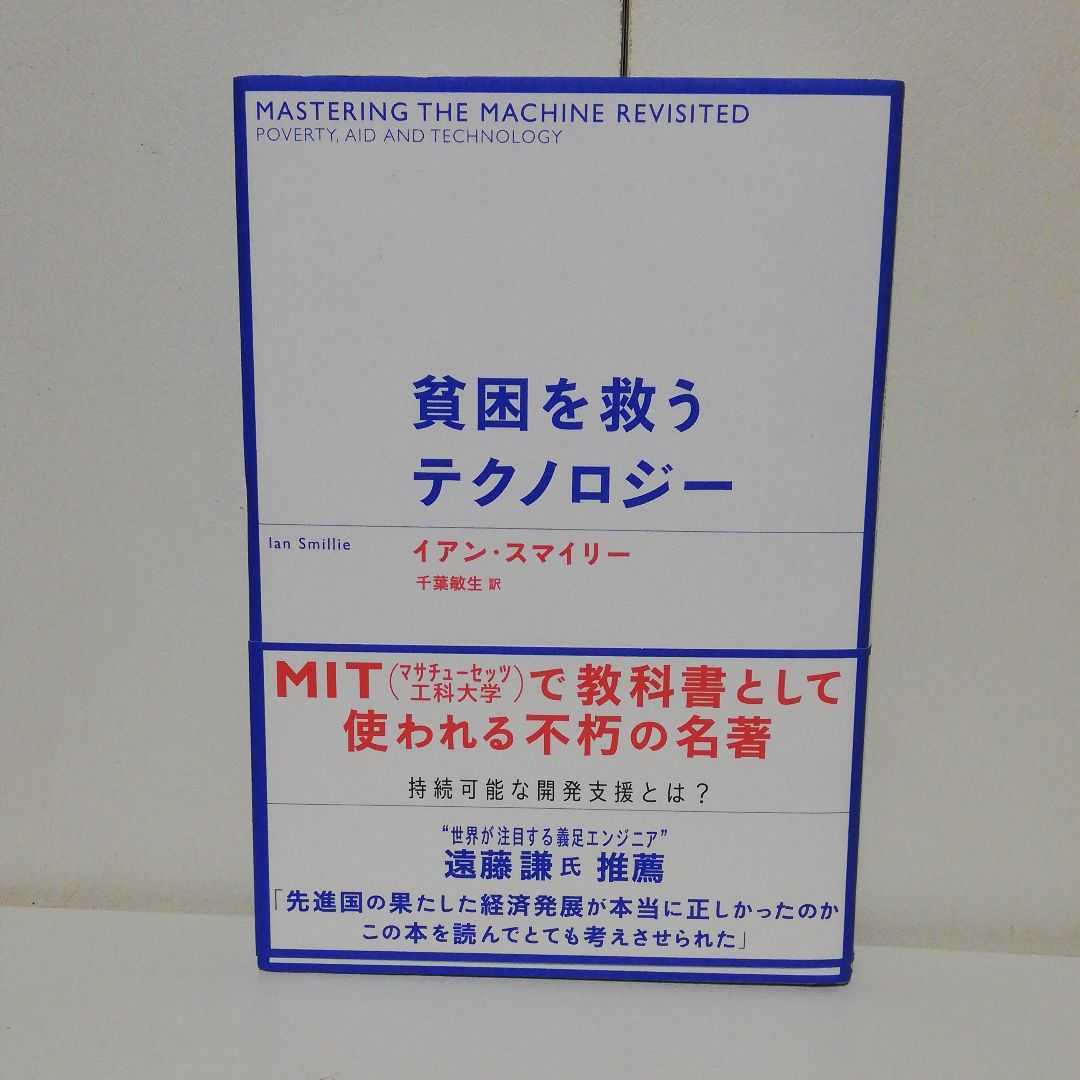 MASTERING THE MACHINE REVISITED
POVERTY, AID AND TECHNOLOGY
貧困を救う
テクノロジー
Ian Smillie
イアン・スマイリー
千葉敏生 訳
MIT(マサチューセッツ工科大学)で教科書として
使われる不朽の名著
持続可能な開発支援とは?
“世界が注目する義足エンジニア”
遠藤謙氏 推薦
「先進国の果たした経済発展が本当に正しかったのか
この本を読んでとても考えさせられた」